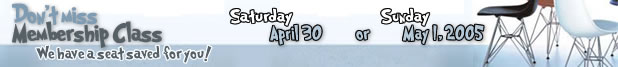 Don't Miss
Membership Class
We have a seat saved for you!
Saturday
April 30
or
Sunday
May 1, 2005